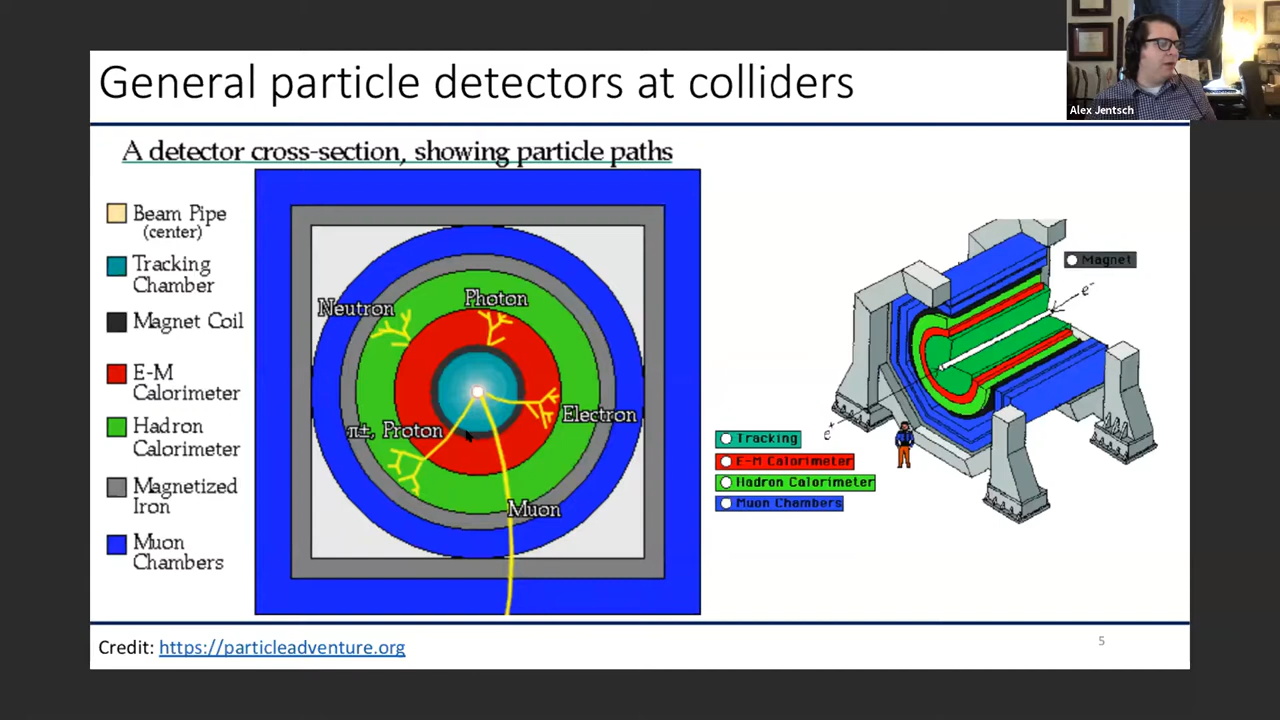 General particle detectors at colliders
Alex Jentsch
A detector cross-section, showing particle paths
Beam Pipe
(center)
Tracking
Chamber
Magnet Coil
E-M
Calorimeter
Hadron
Calorimeter
Magnetized
Iron
Muon
Chambers
Neutron
Photon
Electron
π±, Proton
Muon
Magnet
e-
e+
Tracking
E-M Calorimeter
Hadron Calorimeter
Muon Chambers
Credit: https://particleadventure.org
5